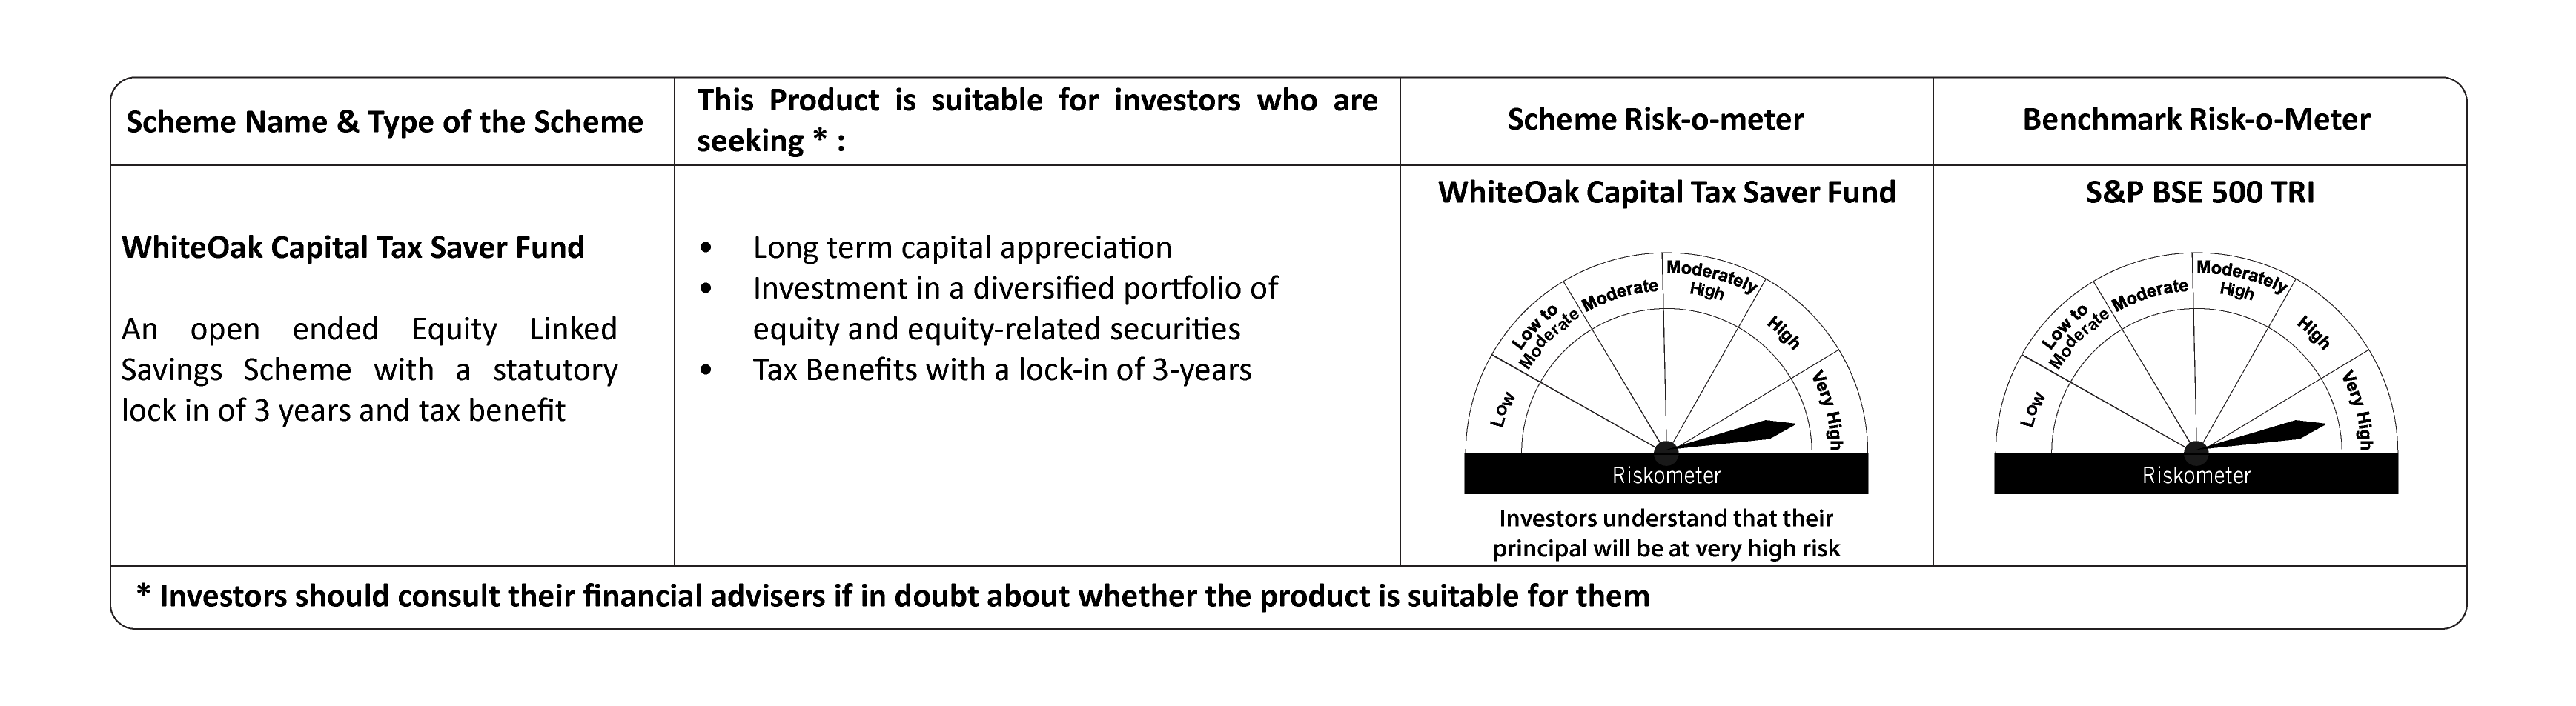 Scheme Name & Type of the Scheme
This Product is suitable for investors who are
seeking * :
Scheme Risk-o-meter
Benchmark Risk-o-Meter
WhiteOak Capital Tax Saver Fund
An open ended Equity Linked
Savings Scheme with a statutory
lock in of 3 years and tax benefit
• Long term capital appreciation
• Investment in a diversified portfolio of
equity and equity-related securities
• Tax Benefits with a lock-in of 3-years
WhiteOak Capital Tax Saver Fund
Low
Low to
Moderate
Moderate
Moderately
High
High
Very High
Riskometer
Investors understand that their
principal will be at very high risk
S&P BSE 500 TRI
Low
Low to
Moderate
Moderate
Moderately
High
High
Very High
Riskometer
* Investors should consult their financial advisers if in doubt about whether the product is suitable for them